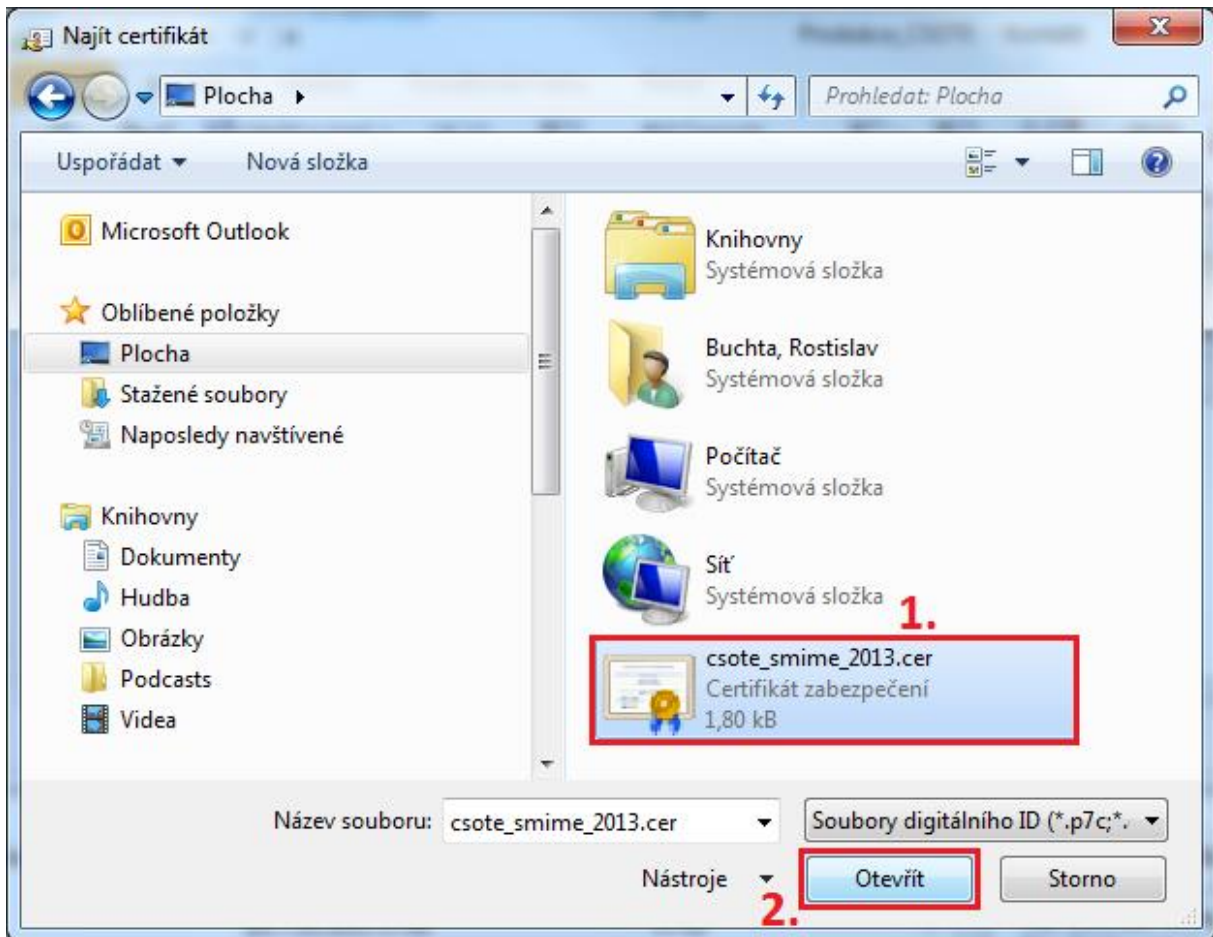 Najít certifikát
Plocha
Prohledat: Plocha
Uspořádat
Nová složka
Microsoft Outlook
Oblíbené položky
Plocha
Stažené soubory
Naposledy navštívené
Knihovny
Dokumenty
Hudba
Obrázky
Podcasts
Videa
Knihovny
Systémová složka
Buchta, Rostislav
Systémová složka
Počítač
Systémová složka
Síť
Systémová složka
1.
csote_smime_2013.cer
Certifikát zabezpečení
1,80 kB
Název souboru: csote_smime_2013.cer
Soubory digitálního ID (*.p7c;*.
Nástroje
Otevřít
Storno
2.